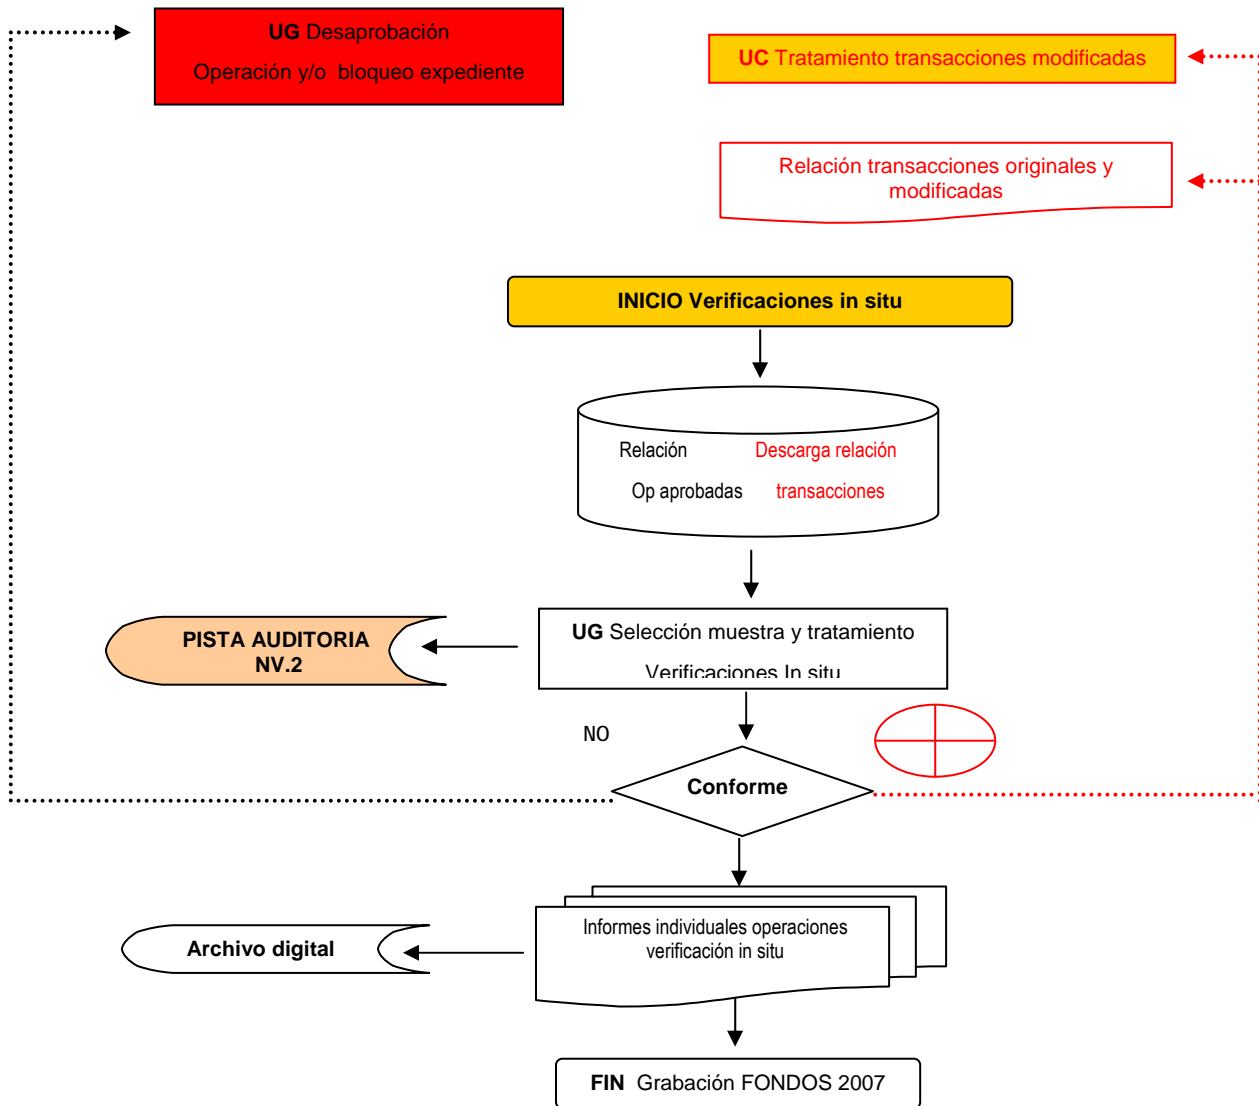 UG Desaprobación
Operación y/o bloqueo expediente
UC Tratamiento transacciones modificadas
Relación transacciones originales y
modificadas
INICIO Verificaciones in situ
Relación Descarga relación
Op aprobadas transacciones
UG Selección muestra y tratamiento
Verificaciones In situ
PISTA AUDITORIA
NV.2
NO
Conforme
Informes individuales operaciones
verificación in situ
Archivo digital
FIN Grabación FONDOS 2007